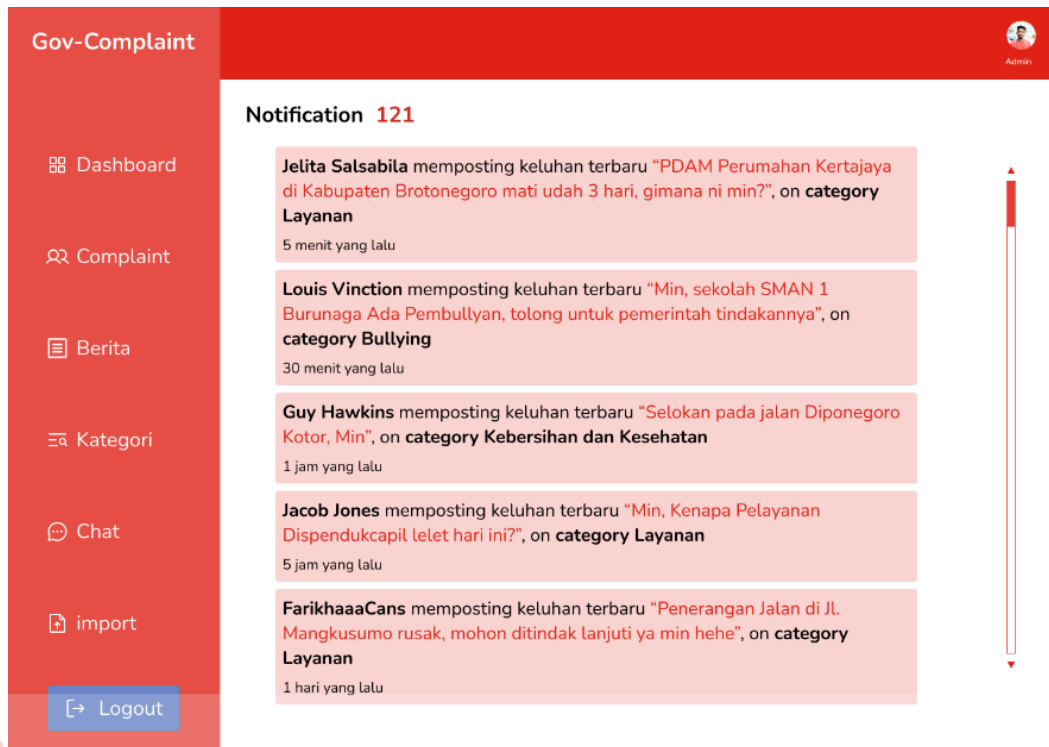 Gov-Complaint
Admin
Dashboard
Complaint
Berita
Kategori
Chat
import
Logout
Notification 121
Jelita Salsabila memposting keluhan terbaru “PDAM Perumahan Kertajaya
di Kabupaten Brotonegoro mati udah 3 hari, gimana ni min?”, on category
Layanan
5 menit yang lalu
Louis Vinction memposting keluhan terbaru “Min, sekolah SMAN 1
Burunaga Ada Pembullyan, tolong untuk pemerintah tindakannya”, on
category Bullying
30 menit yang lalu
Guy Hawkins memposting keluhan terbaru “Selokan pada jalan Diponegoro
Kotor, Min”, on category Kebersihan dan Kesehatan
1 jam yang lalu
Jacob Jones memposting keluhan terbaru “Min, Kenapa Pelayanan
Dispendukcapil lelet hari ini?”, on category Layanan
5 jam yang lalu
FarikhaaaCans memposting keluhan terbaru “Penerangan Jalan di Jl.
Mangkusumo rusak, mohon ditindak lanjuti ya min hehe”, on category
Layanan
1 hari yang lalu